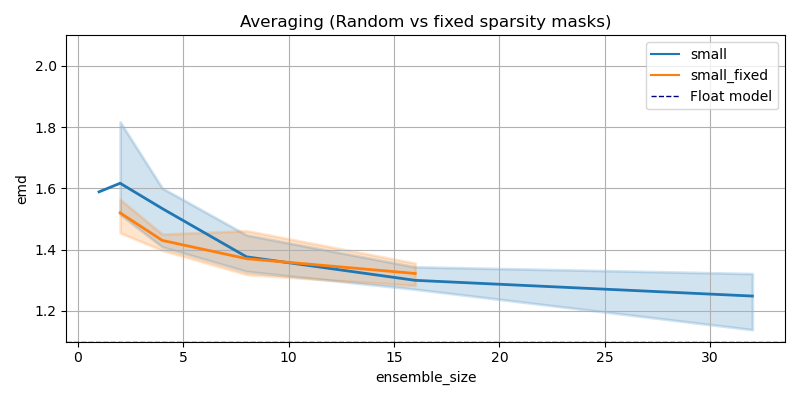 Averaging (Random vs fixed sparsity masks)
small
small_fixed
Float model
2.0
1.8
1.6
1.4
1.2
emd
0
5
10
15
20
25
30
ensemble_size